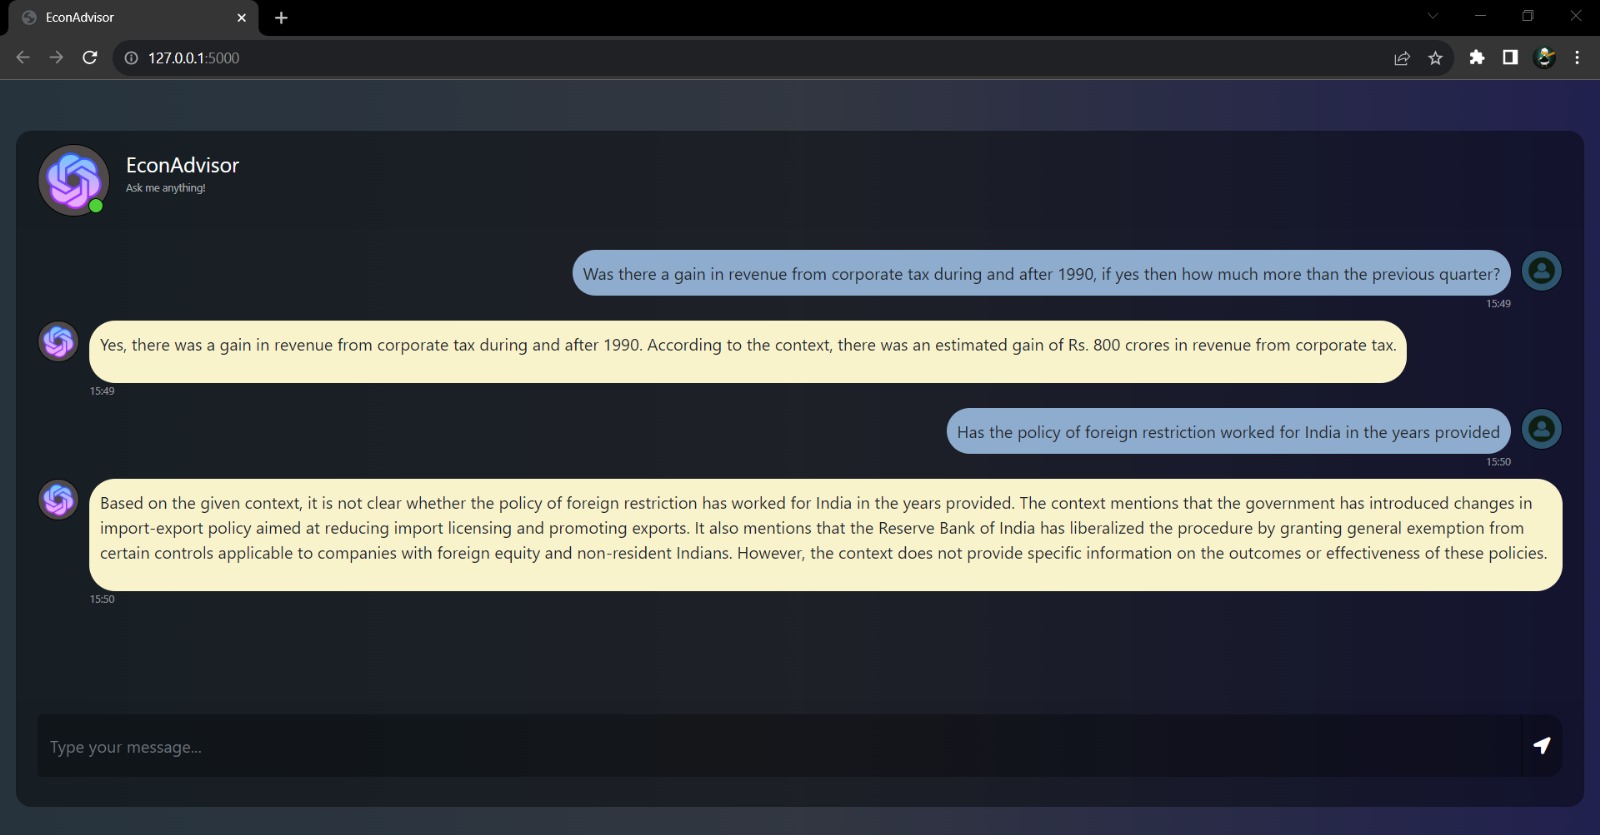 EconAdvisor
127.0.0.1:5000
EconAdvisor
Ask me anything!
Was there a gain in revenue from corporate tax during and after 1990, if yes then how much more than the previous quarter?
15:49
Yes, there was a gain in revenue from corporate tax during and after 1990. According to the context, there was an estimated gain of Rs. 800 crores in revenue from corporate tax.
15:49
Has the policy of foreign restriction worked for India in the years provided
15:50
Based on the given context, it is not clear whether the policy of foreign restriction has worked for India in the years provided. The context mentions that the government has introduced changes in
import-export policy aimed at reducing import licensing and promoting exports. It also mentions that the Reserve Bank of India has liberalized the procedure by granting general exemption from
certain controls applicable to companies with foreign equity and non-resident Indians. However, the context does not provide specific information on the outcomes or effectiveness of these policies.
15:50
Type your message...